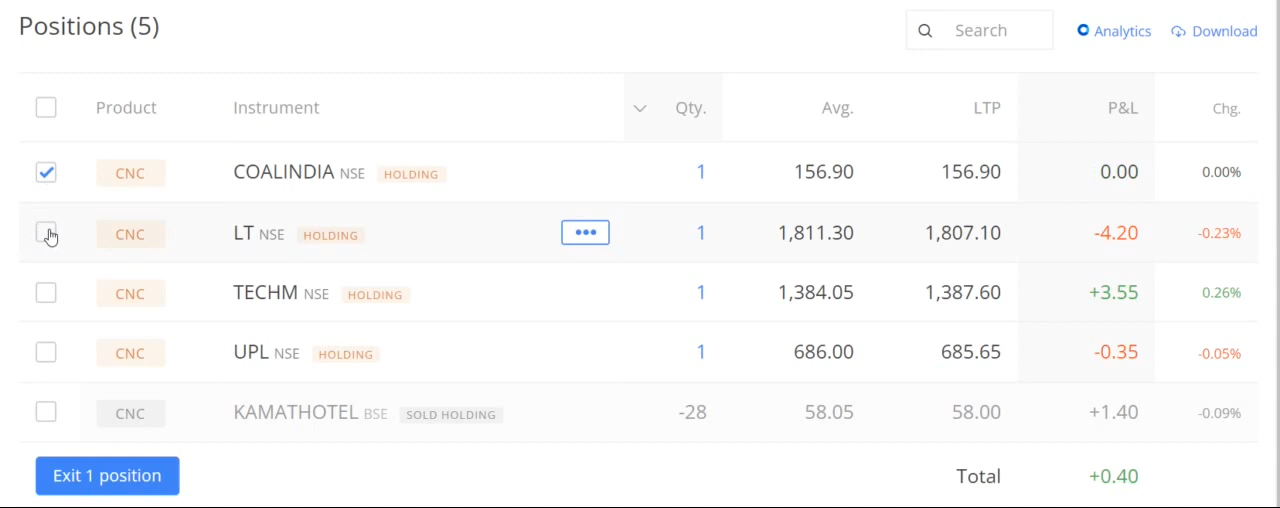 Positions (5)
Search
Analytics
Download
Product Instrument Qty. Avg. LTP P&L Chg.
CNC COALINDIA NSE HOLDING 1 156.90 156.90 0.00 0.00%
CNC LT NSE HOLDING ••• 1 1,811.30 1,807.10 -4.20 -0.23%
CNC TECHM NSE HOLDING 1 1,384.05 1,387.60 +3.55 0.26%
CNC UPL NSE HOLDING 1 686.00 685.65 -0.35 -0.05%
CNC KAMATHOTEL BSE SOLD HOLDING -28 58.05 58.00 +1.40 -0.09%
Exit 1 position Total +0.40